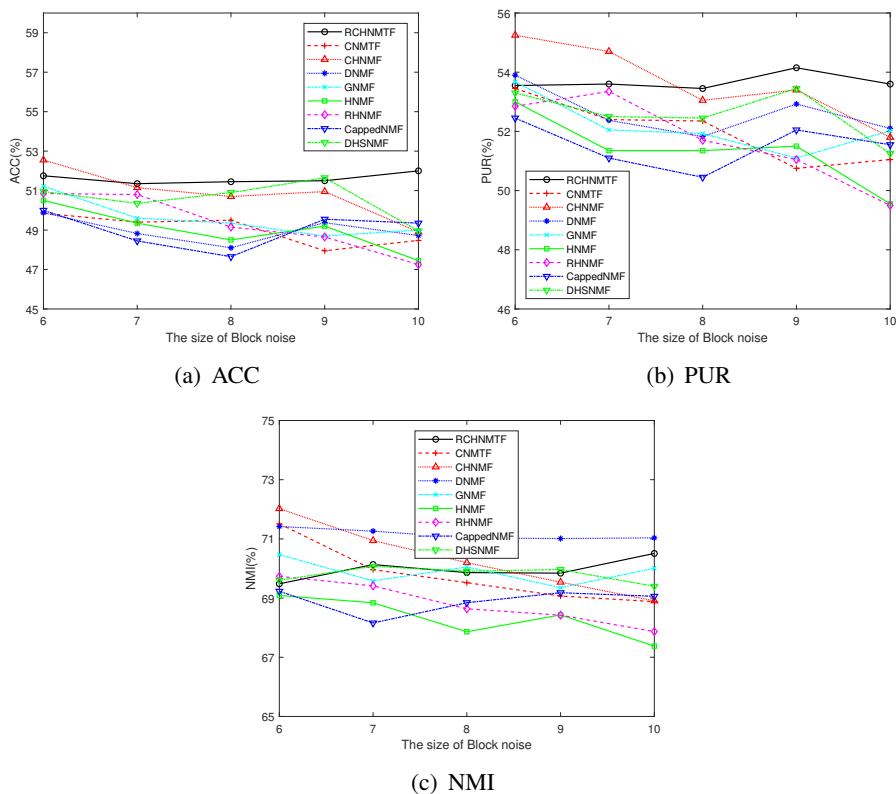 59
57
55
53
51
49
47
45
ACC(%)
RCHNMTF
CNMTF
CHNMF
DNMF
GNMF
HNMF
RHNMF
CappedNMF
DHSNMF
6 7 8 9 10
The size of Block noise
(a) ACC
56
54
52
50
48
46
PUR(%)
RCHNMTF
CNMTF
CHNMF
DNMF
GNMF
HNMF
RHNMF
CappedNMF
DHSNMF
6 7 8 9 10
The size of Block noise
(b) PUR
75
73
71
69
67
65
NMI(%)
RCHNMTF
CNMTF
CHNMF
DNMF
GNMF
HNMF
RHNMF
CappedNMF
DHSNMF
6 7 8 9 10
The size of Block noise
(c) NMI